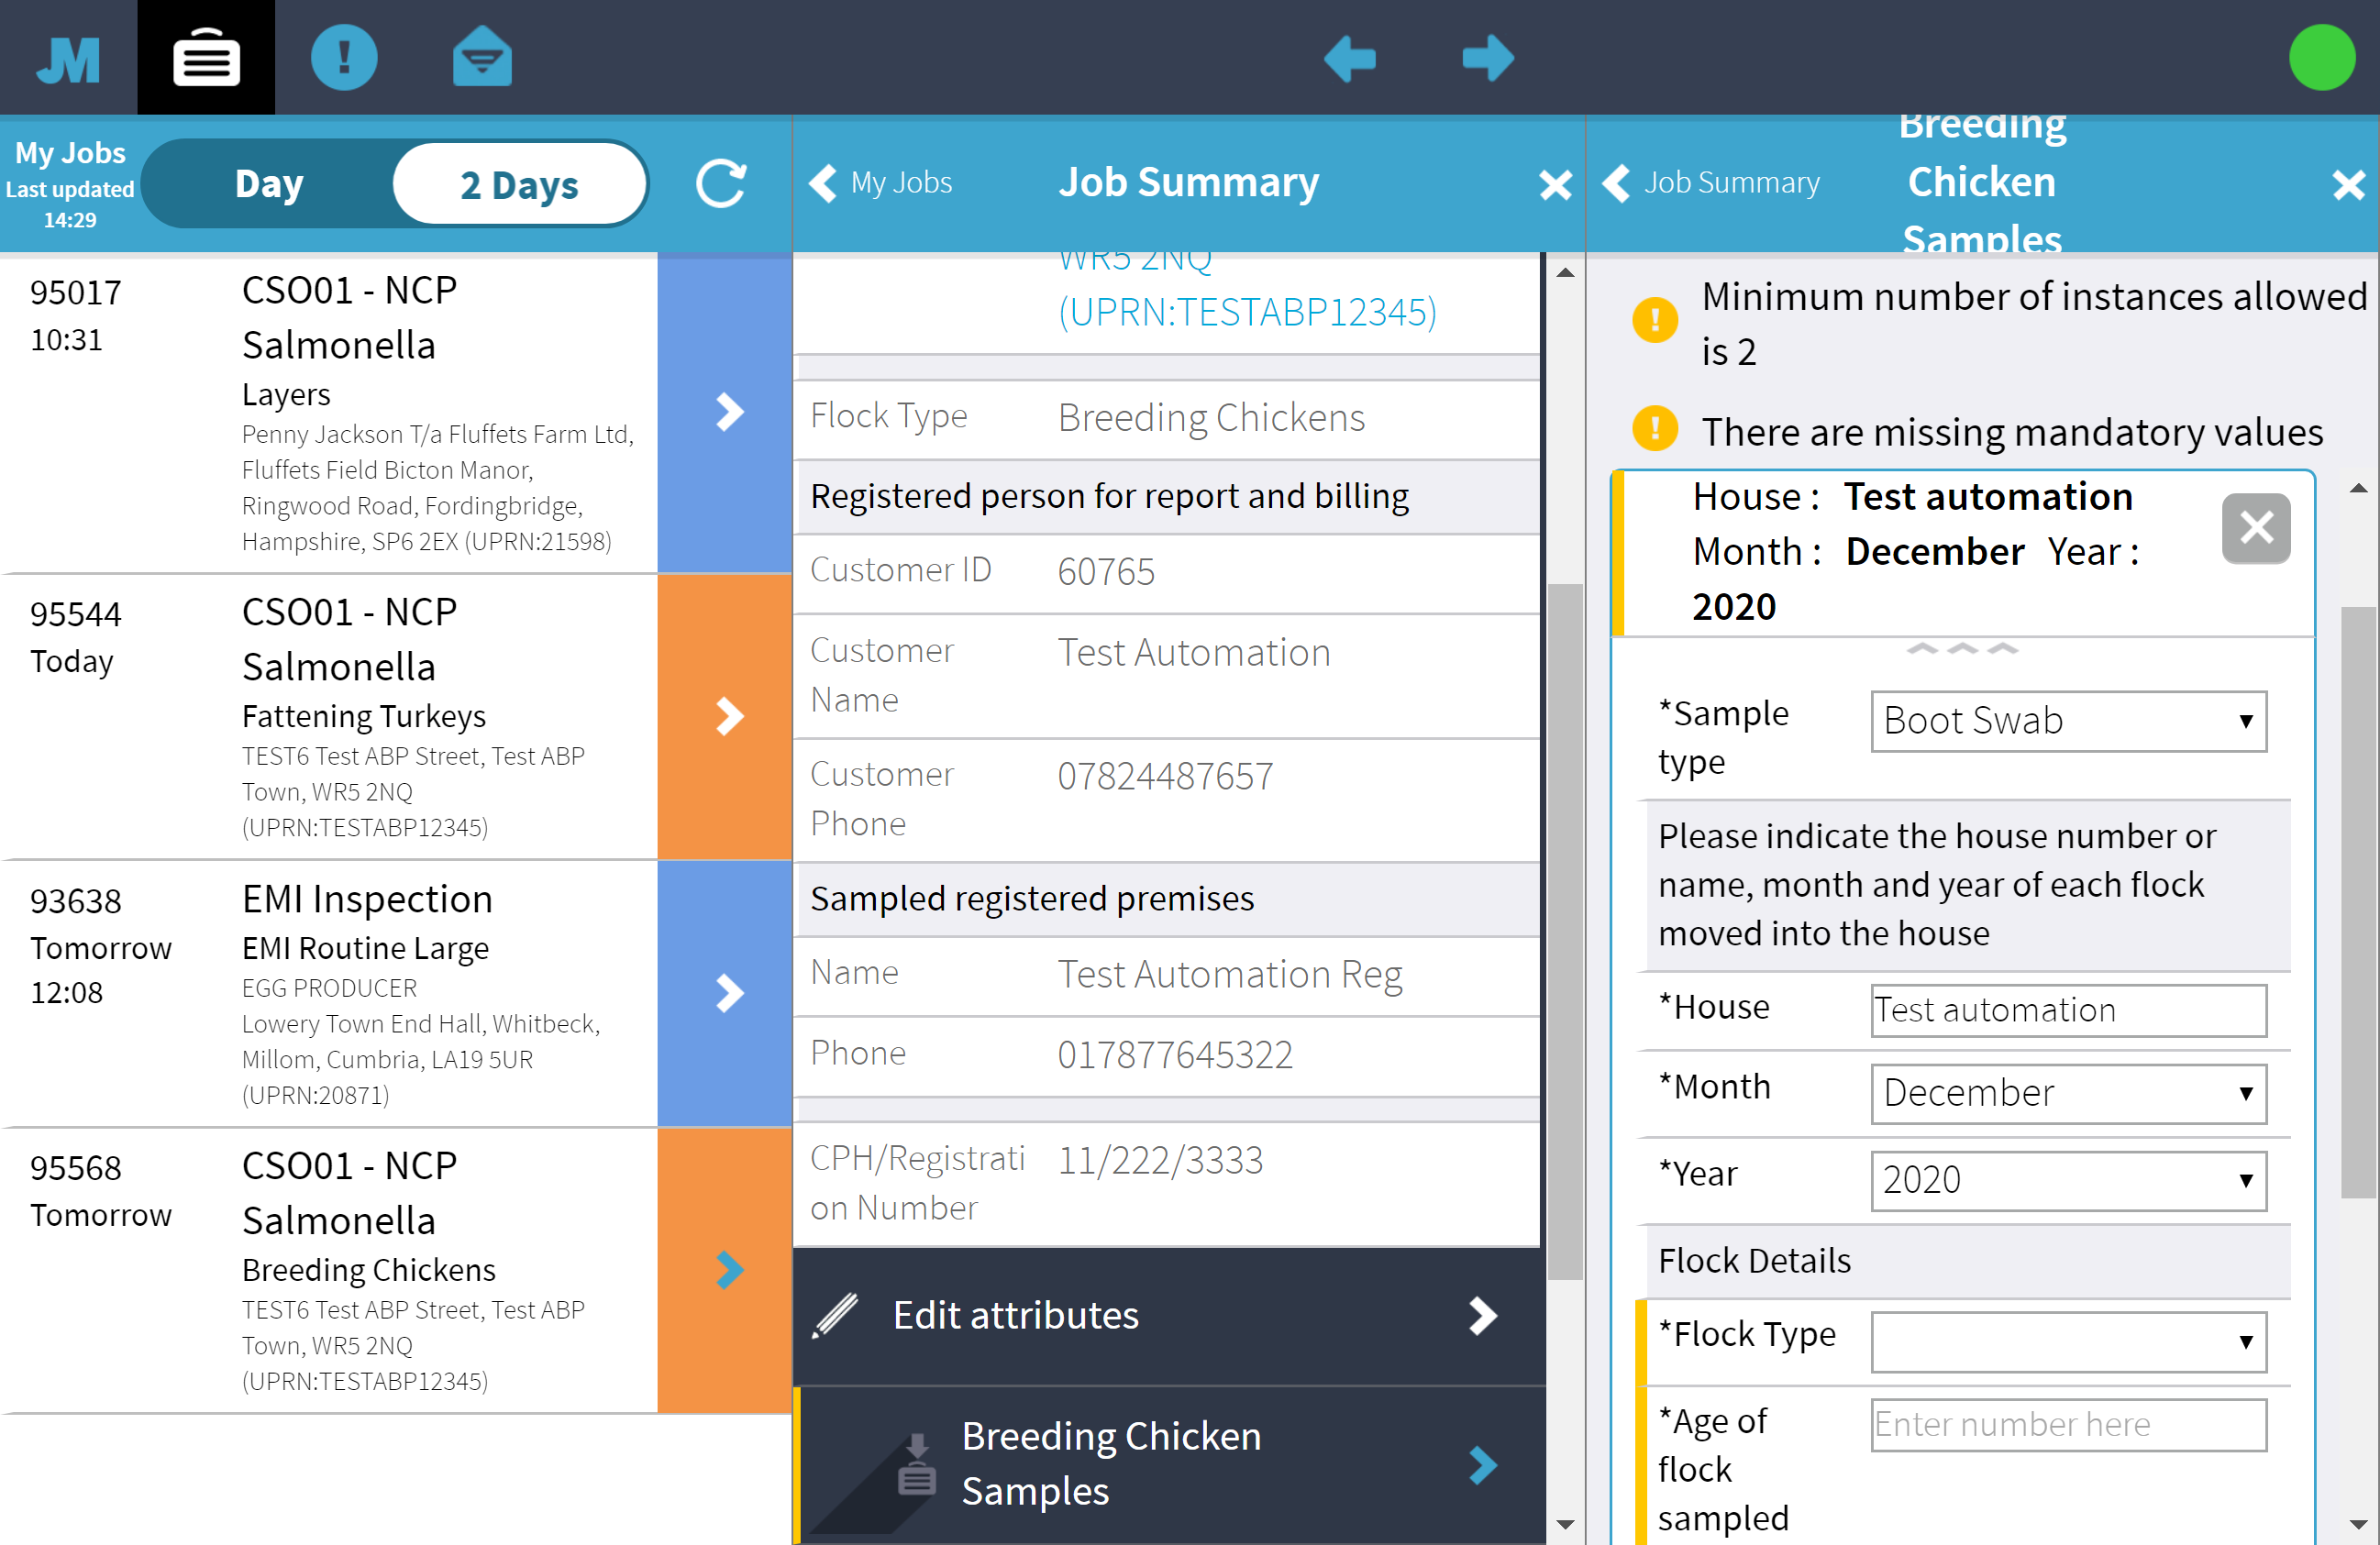 JM
My Jobs
Last updated
14:29
Day
2 Days
95017
10:31
CSO01 - NCP
Salmonella
Layers
Penny Jackson T/a Fluffets Farm Ltd,
Fluffets Field Bicton Manor,
Ringwood Road, Fordingbridge,
Hampshire, SP6 2EX (UPRN:21598)
95544
Today
CSO01 - NCP
Salmonella
Fattening Turkeys
TEST6 Test ABP Street, Test ABP
Town, WR5 2NQ
(UPRN:TESTABP12345)
93638
Tomorrow
12:08
EMI Inspection
EMI Routine Large
EGG PRODUCER
Lowery Town End Hall, Whitbeck,
Millom, Cumbria, LA19 5UR
(UPRN:20871)
95568
Tomorrow
CSO01 - NCP
Salmonella
Breeding Chickens
TEST6 Test ABP Street, Test ABP
Town, WR5 2NQ
(UPRN:TESTABP12345)
My Jobs
Job Summary
WR5 2NQ
(UPRN:TESTABP12345)
Flock Type
Breeding Chickens
Registered person for report and billing
Customer ID
60765
Customer
Name
Test Automation
Customer
Phone
07824487657
Sampled registered premises
Name
Test Automation Reg
Phone
017877645322
CPH/Registrati
on Number
11/222/3333
Edit attributes
Breeding Chicken
Samples
Job Summary
Breeding
Chicken
Samples
Minimum number of instances allowed
is 2
There are missing mandatory values
House : Test automation
Month : December Year :
2020
*Sample
type
Boot Swab
Please indicate the house number or
name, month and year of each flock
moved into the house
*House
Test automation
*Month
December
*Year
2020
Flock Details
*Flock Type
*Age of
flock
sampled
Enter number here